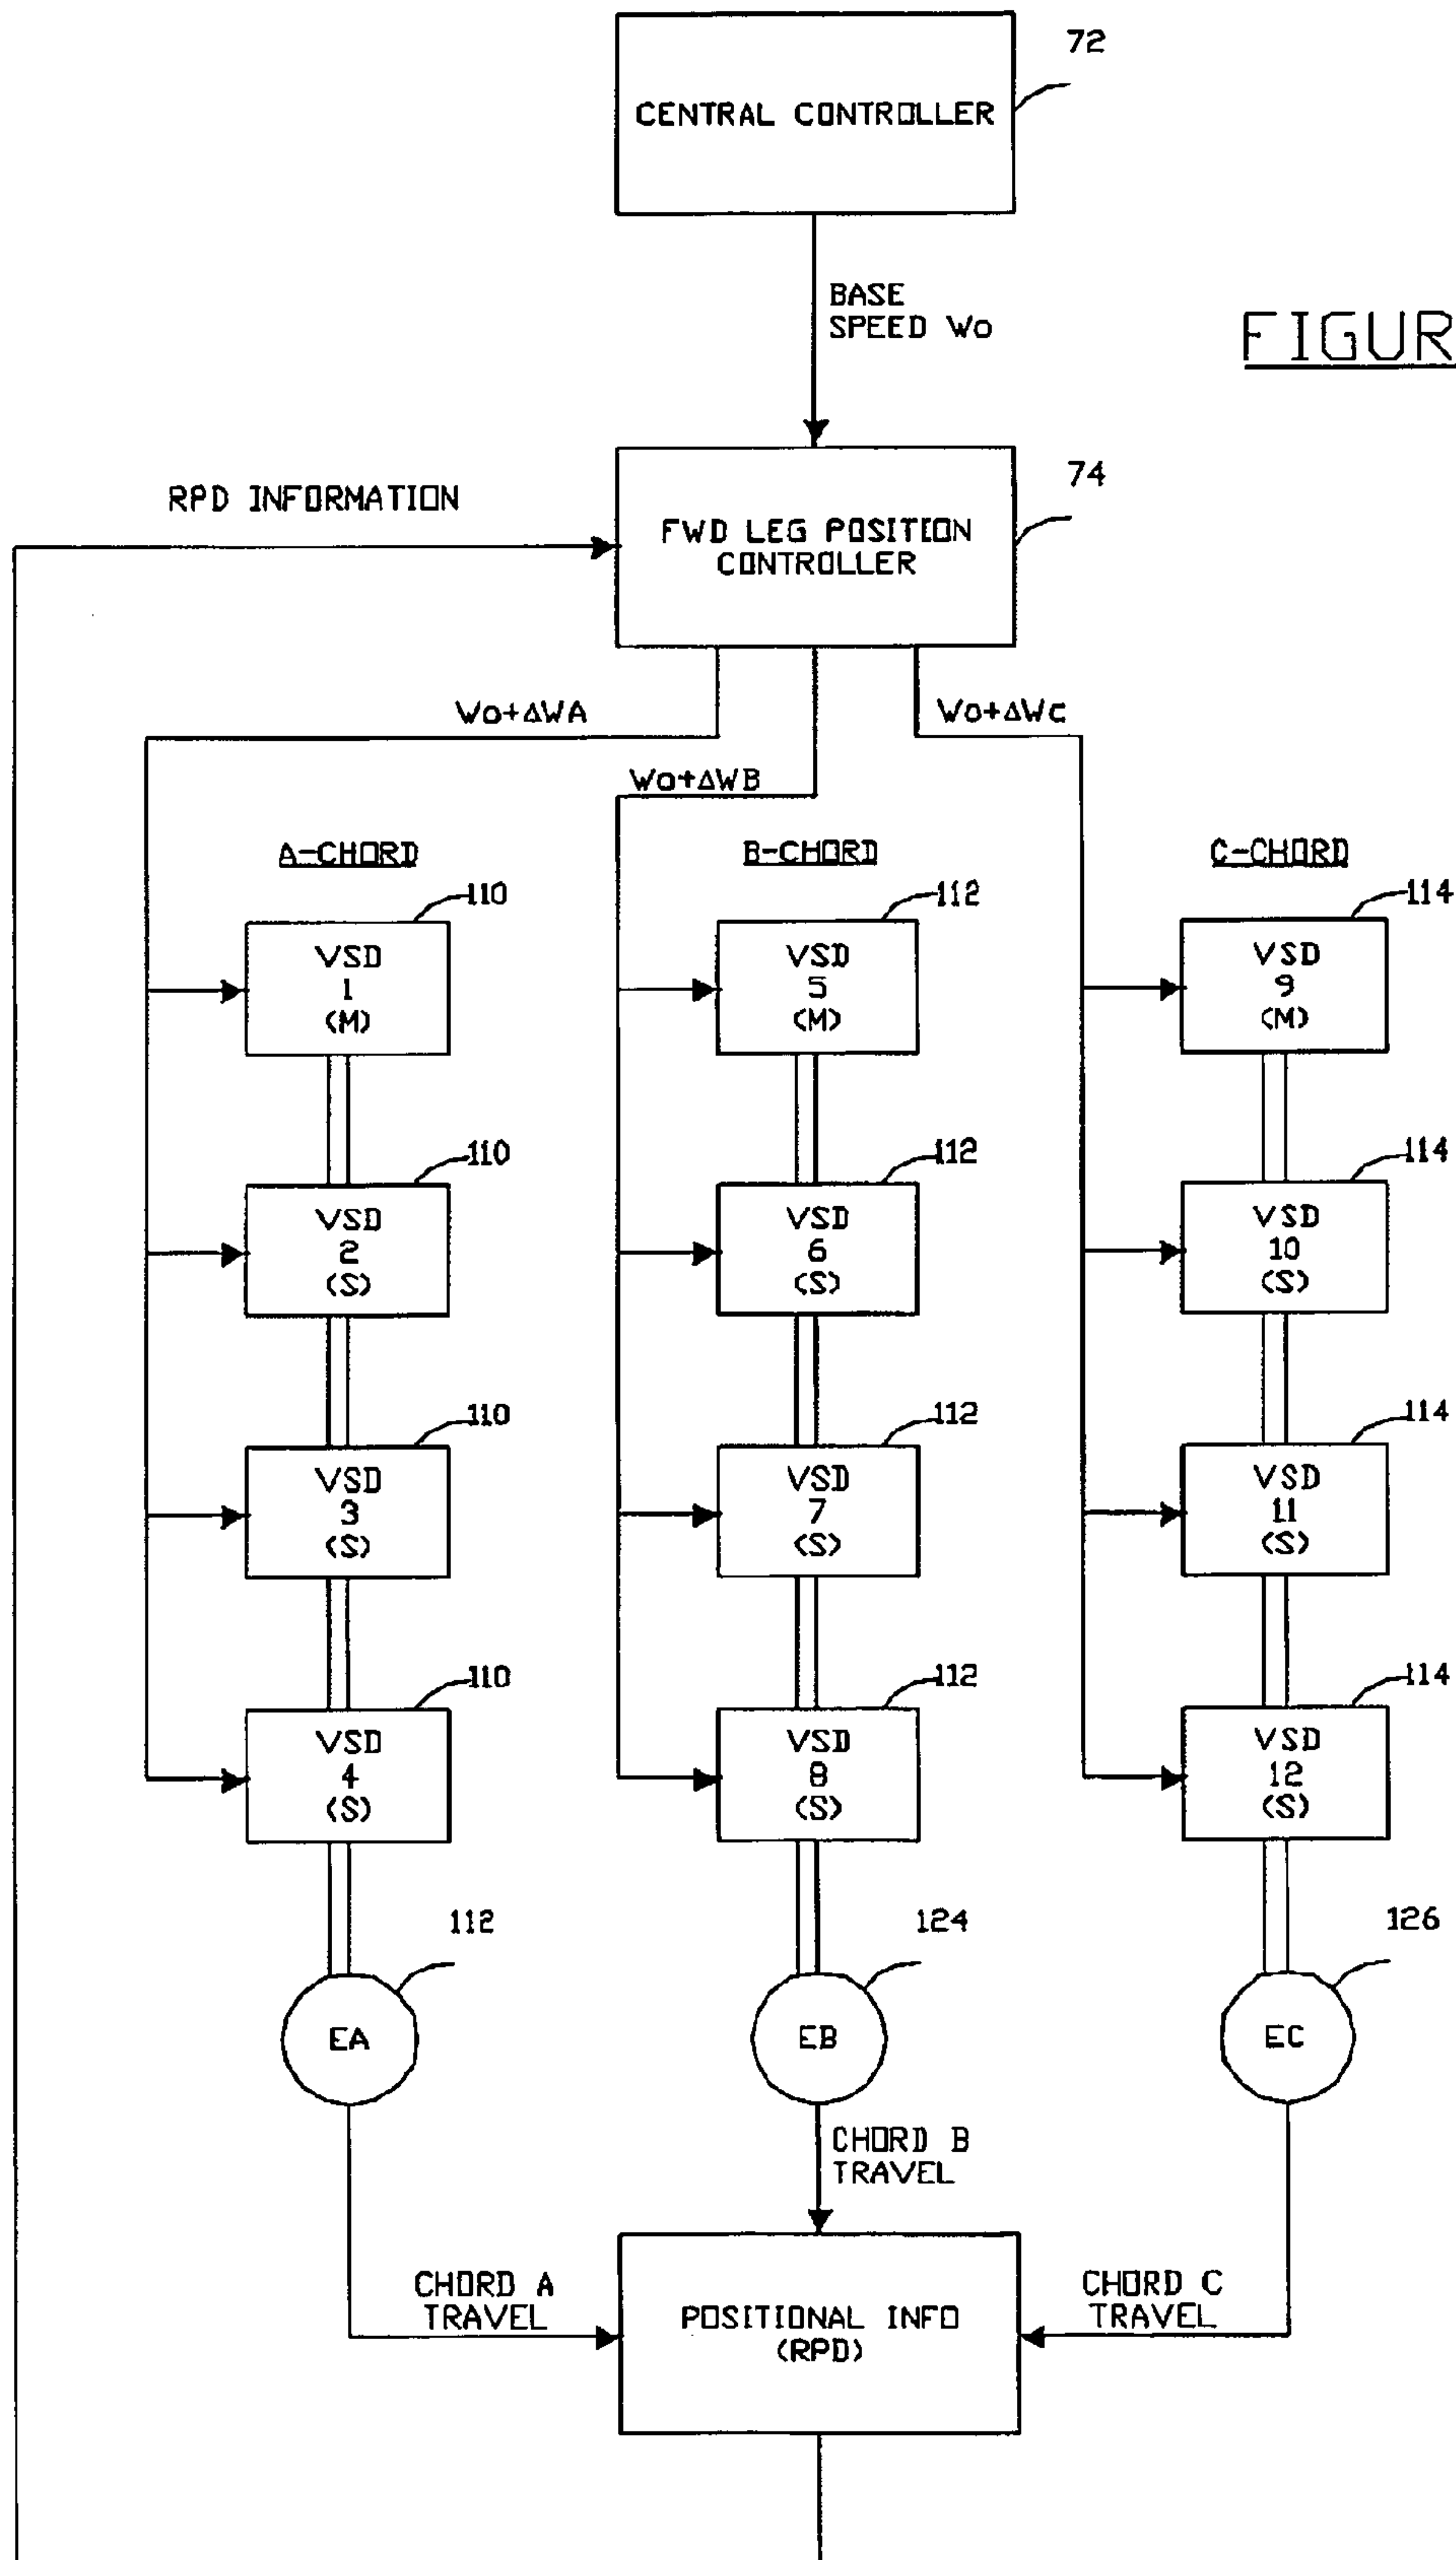 72
CENTRAL CONTROLLER
BASE
SPEED Wo
FIGUR
RPD INFORMATION
74
FWD LEG POSITION
CONTROLLER
Wo+ΔWA
Wo+ΔWB
Wo+ΔWc
A-CHORD
B-CHORD
C-CHORD
110
VSD
1
(M)
112
VSD
5
(M)
114
VSD
9
(M)
110
VSD
2
(S)
112
VSD
6
(S)
114
VSD
10
(S)
110
VSD
3
(S)
112
VSD
7
(S)
114
VSD
11
(S)
110
VSD
4
(S)
112
VSD
8
(S)
114
VSD
12
(S)
112
EA
124
EB
126
EC
CHORD B
TRAVEL
CHORD A
TRAVEL
POSITIONAL INFO
(RPD)
CHORD C
TRAVEL